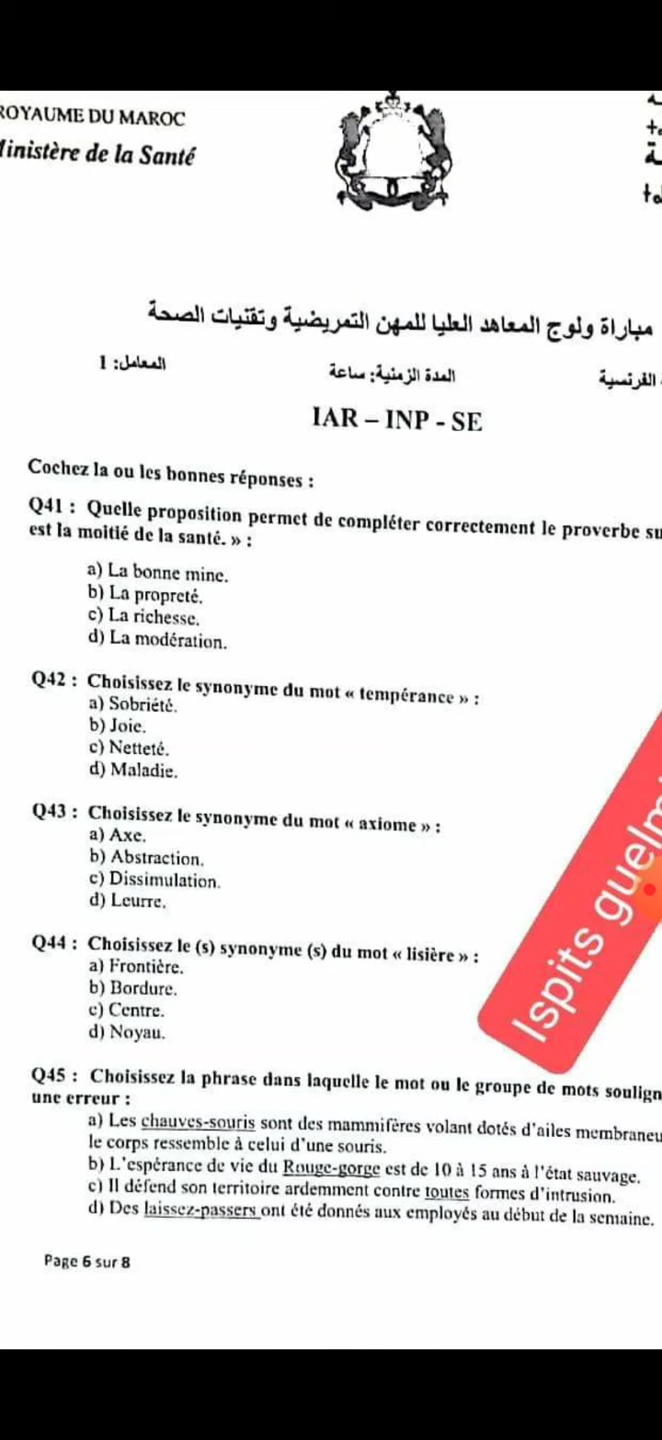 ROYAUME DU MAROC
Ministère de la Santé
مباراة ولوج المعاهد العليا للمهن التمريضية وتقنيات الصحة
الفرنسية المدة الزمنية: ساعة المعامل: 1
IAR – INP - SE
Cochez la ou les bonnes réponses :
Q41 : Quelle proposition permet de compléter correctement le proverbe su
est la moitié de la santé. » :
a) La bonne mine.
b) La propreté.
c) La richesse.
d) La modération.
Q42 : Choisissez le synonyme du mot « tempérance » :
a) Sobriété.
b) Joie.
c) Netteté.
d) Maladie.
Q43 : Choisissez le synonyme du mot « axiome » :
a) Axe.
b) Abstraction.
c) Dissimulation.
d) Leurre.
Q44 : Choisissez le (s) synonyme (s) du mot « lisière » :
a) Frontière.
b) Bordure.
c) Centre.
d) Noyau.
Ispits guelm
Q45 : Choisissez la phrase dans laquelle le mot ou le groupe de mots soulign
une erreur :
a) Les chauves-souris sont des mammifères volant dotés d'ailes membraneu
le corps ressemble à celui d'une souris.
b) L'espérance de vie du Rouge-gorge est de 10 à 15 ans à l'état sauvage.
c) Il défend son territoire ardemment contre toutes formes d'intrusion.
d) Des laissez-passers ont été donnés aux employés au début de la semaine.
Page 6 sur 8